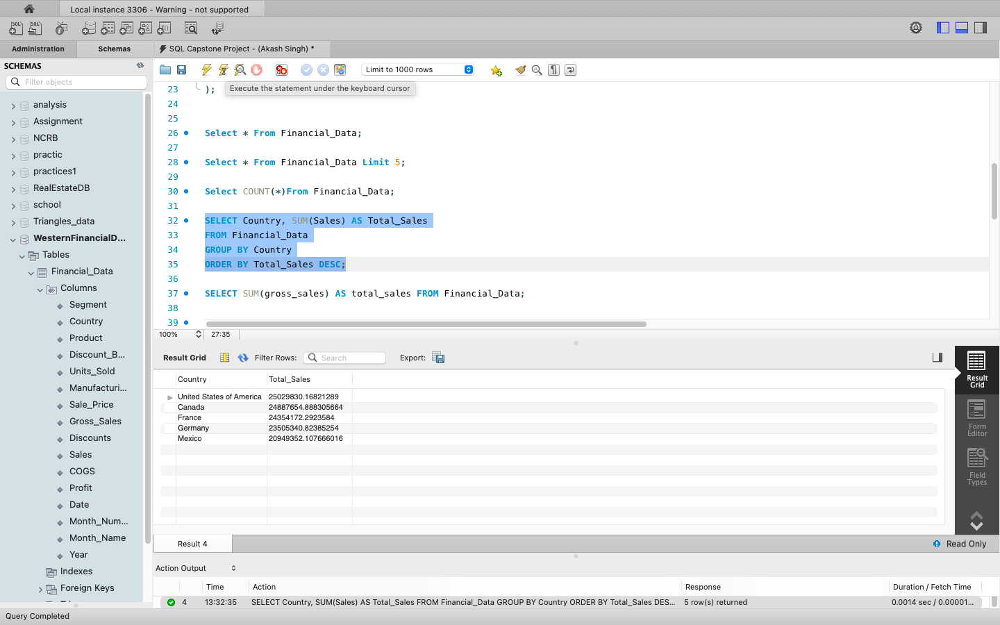 Local instance 3306 - Warning - not supported
Administration
Schemas
SQL Capstone Project - (Akash Singh) *
SCHEMAS
Filter objects
analysis
Assignment
NCRB
practic
practices1
RealEstateDB
school
Triangles_data
WesternFinancialD...
Tables
Financial_Data
Columns
Segment
Country
Product
Discount_B...
Units_Sold
Manufacturi...
Sale_Price
Gross_Sales
Discounts
Sales
COGS
Profit
Date
Month_Num...
Month_Name
Year
Indexes
Foreign Keys
Limit to 1000 rows
Execute the statement under the keyboard cursor
23 );
24
25
26 Select * From Financial_Data;
27
28 Select * From Financial_Data Limit 5;
29
30 Select COUNT(*)From Financial_Data;
31
32 SELECT Country, SUM(Sales) AS Total_Sales
33 FROM Financial_Data
34 GROUP BY Country
35 ORDER BY Total_Sales DESC;
36
37 SELECT SUM(gross_sales) AS total_sales FROM Financial_Data;
38
39
100% 27:35
Result Grid Filter Rows: Search Export:
Country Total_Sales
United States of America 25029830.16821289
Canada 24887654.888305664
France 24354172.2923584
Germany 23505340.82385254
Mexico 20949352.107666016
Result Grid
Form Editor
Field Types
Result 4
Read Only
Action Output
Time Action Response Duration / Fetch Time
4 13:32:35 SELECT Country, SUM(Sales) AS Total_Sales FROM Financial_Data GROUP BY Country ORDER BY Total_Sales DES... 5 row(s) returned 0.0014 sec / 0.00001...
Query Completed